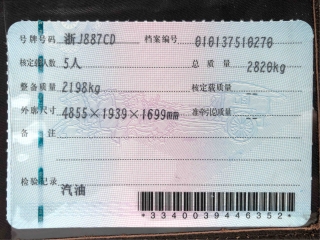 号牌号码 浙J887CD 档案编号 010137510270
核定载人数 5人 总质量 2820kg
整备质量 2198kg 核定载质量 --
外廓尺寸 4855×1939×1699mm 准牵引总质量 --
备注
检验记录 汽油
*3340039446352*